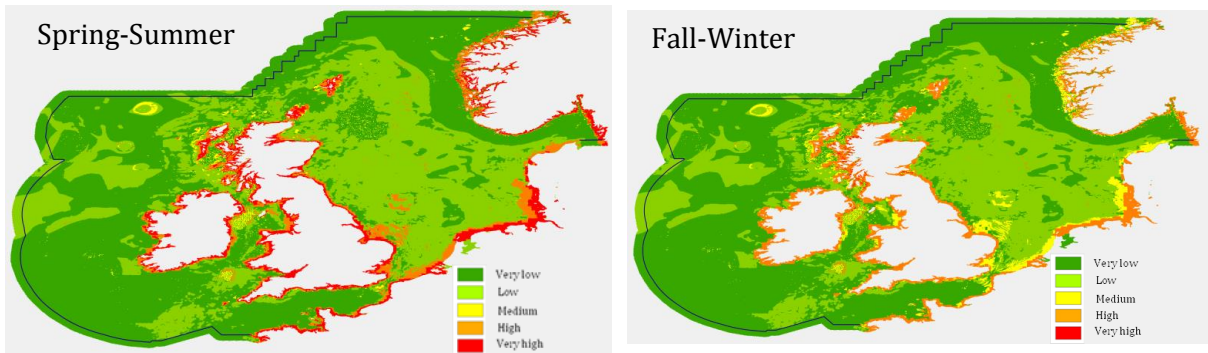 Spring-Summer
Very low
Low
Medium
High
Very high
Fall-Winter
Very low
Low
Medium
High
Very high